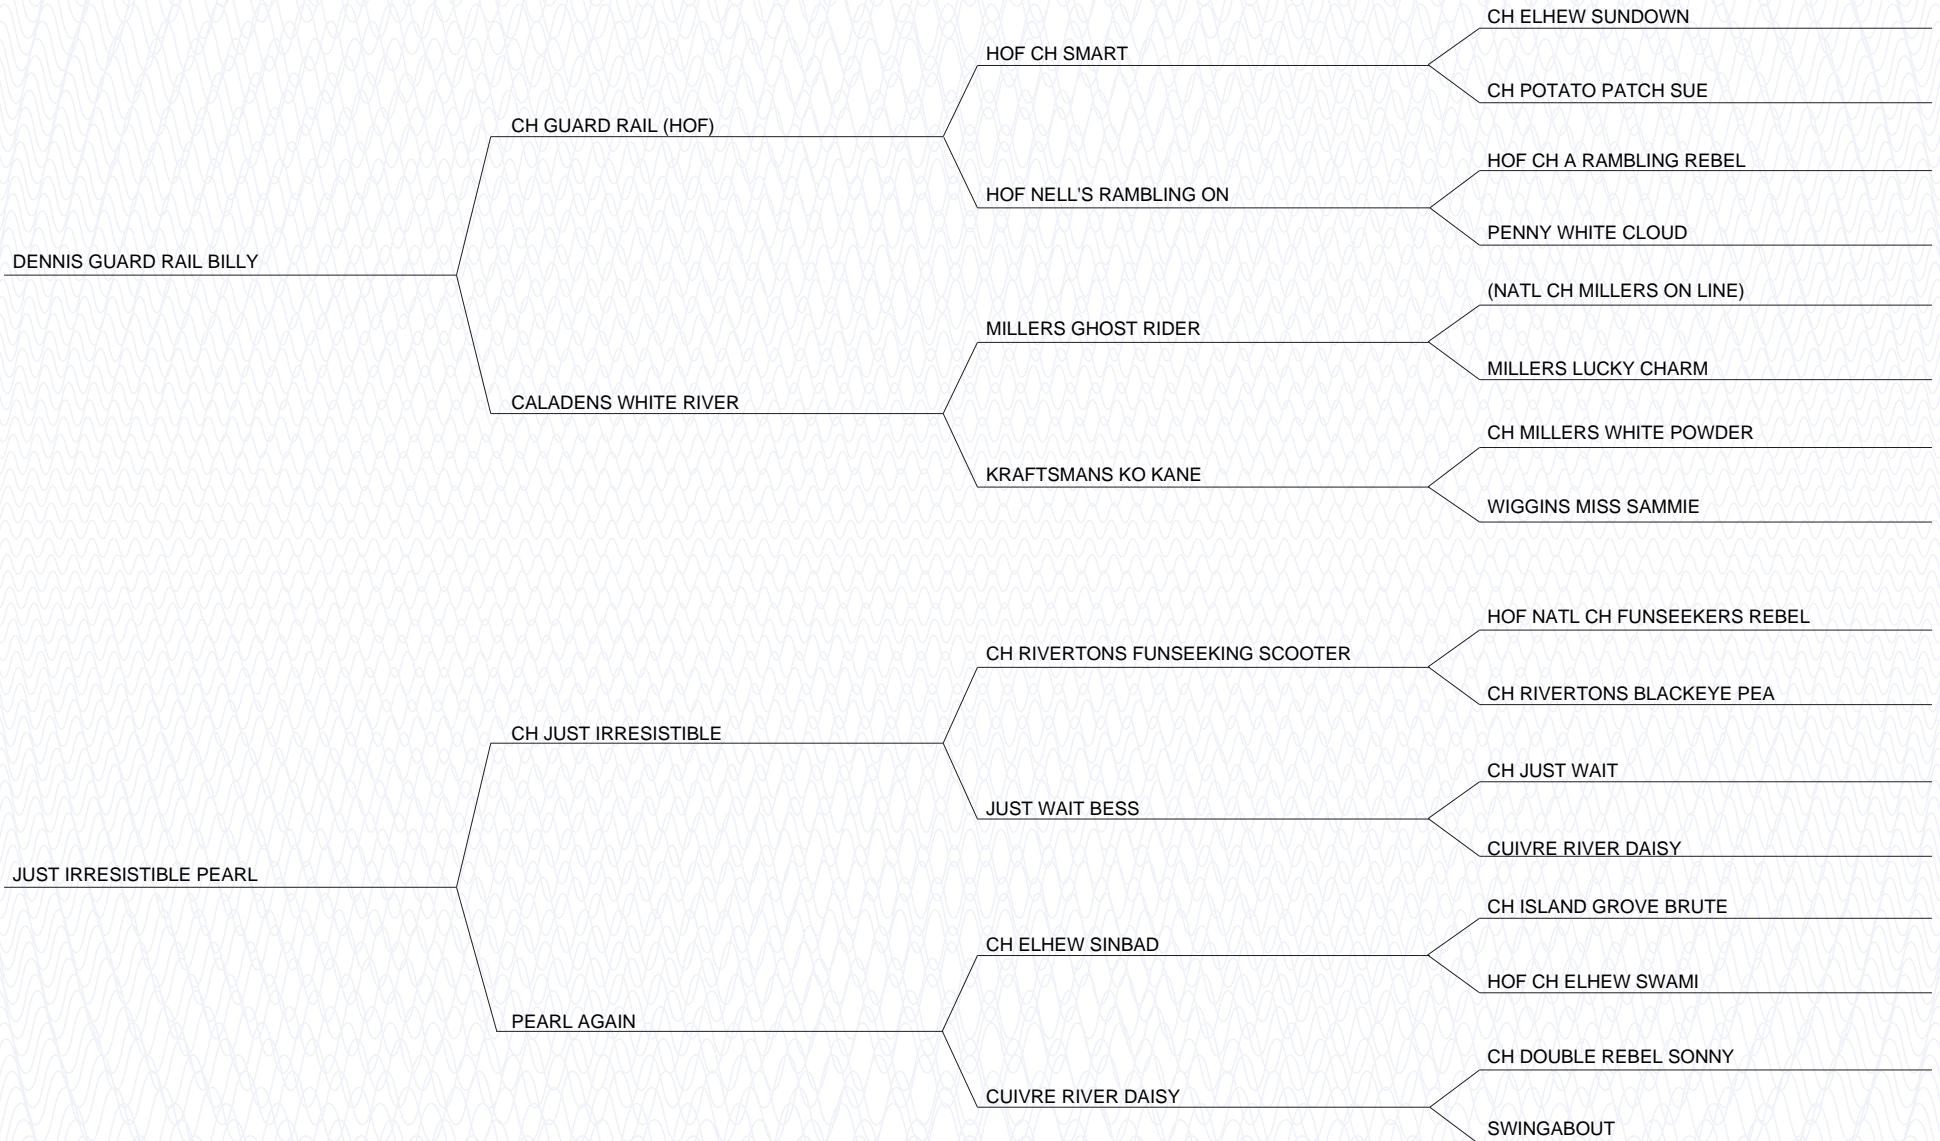 CH ELHEW SUNDOWN
HOF CH SMART
CH POTATO PATCH SUE
CH GUARD RAIL (HOF)
HOF CH A RAMBLING REBEL
HOF NELL'S RAMBLING ON
PENNY WHITE CLOUD
DENNIS GUARD RAIL BILLY
(NATL CH MILLERS ON LINE)
MILLERS GHOST RIDER
MILLERS LUCKY CHARM
CALADENS WHITE RIVER
CH MILLERS WHITE POWDER
KRAFTSMANS KO KANE
WIGGINS MISS SAMMIE
HOF NATL CH FUNSEEKERS REBEL
CH RIVERTONS FUNSEEKING SCOOTER
CH RIVERTONS BLACKEYE PEA
CH JUST IRRESISTIBLE
CH JUST WAIT
JUST WAIT BESS
CUIVRE RIVER DAISY
JUST IRRESISTIBLE PEARL
CH ISLAND GROVE BRUTE
CH ELHEW SINBAD
HOF CH ELHEW SWAMI
PEARL AGAIN
CH DOUBLE REBEL SONNY
CUIVRE RIVER DAISY
SWINGABOUT